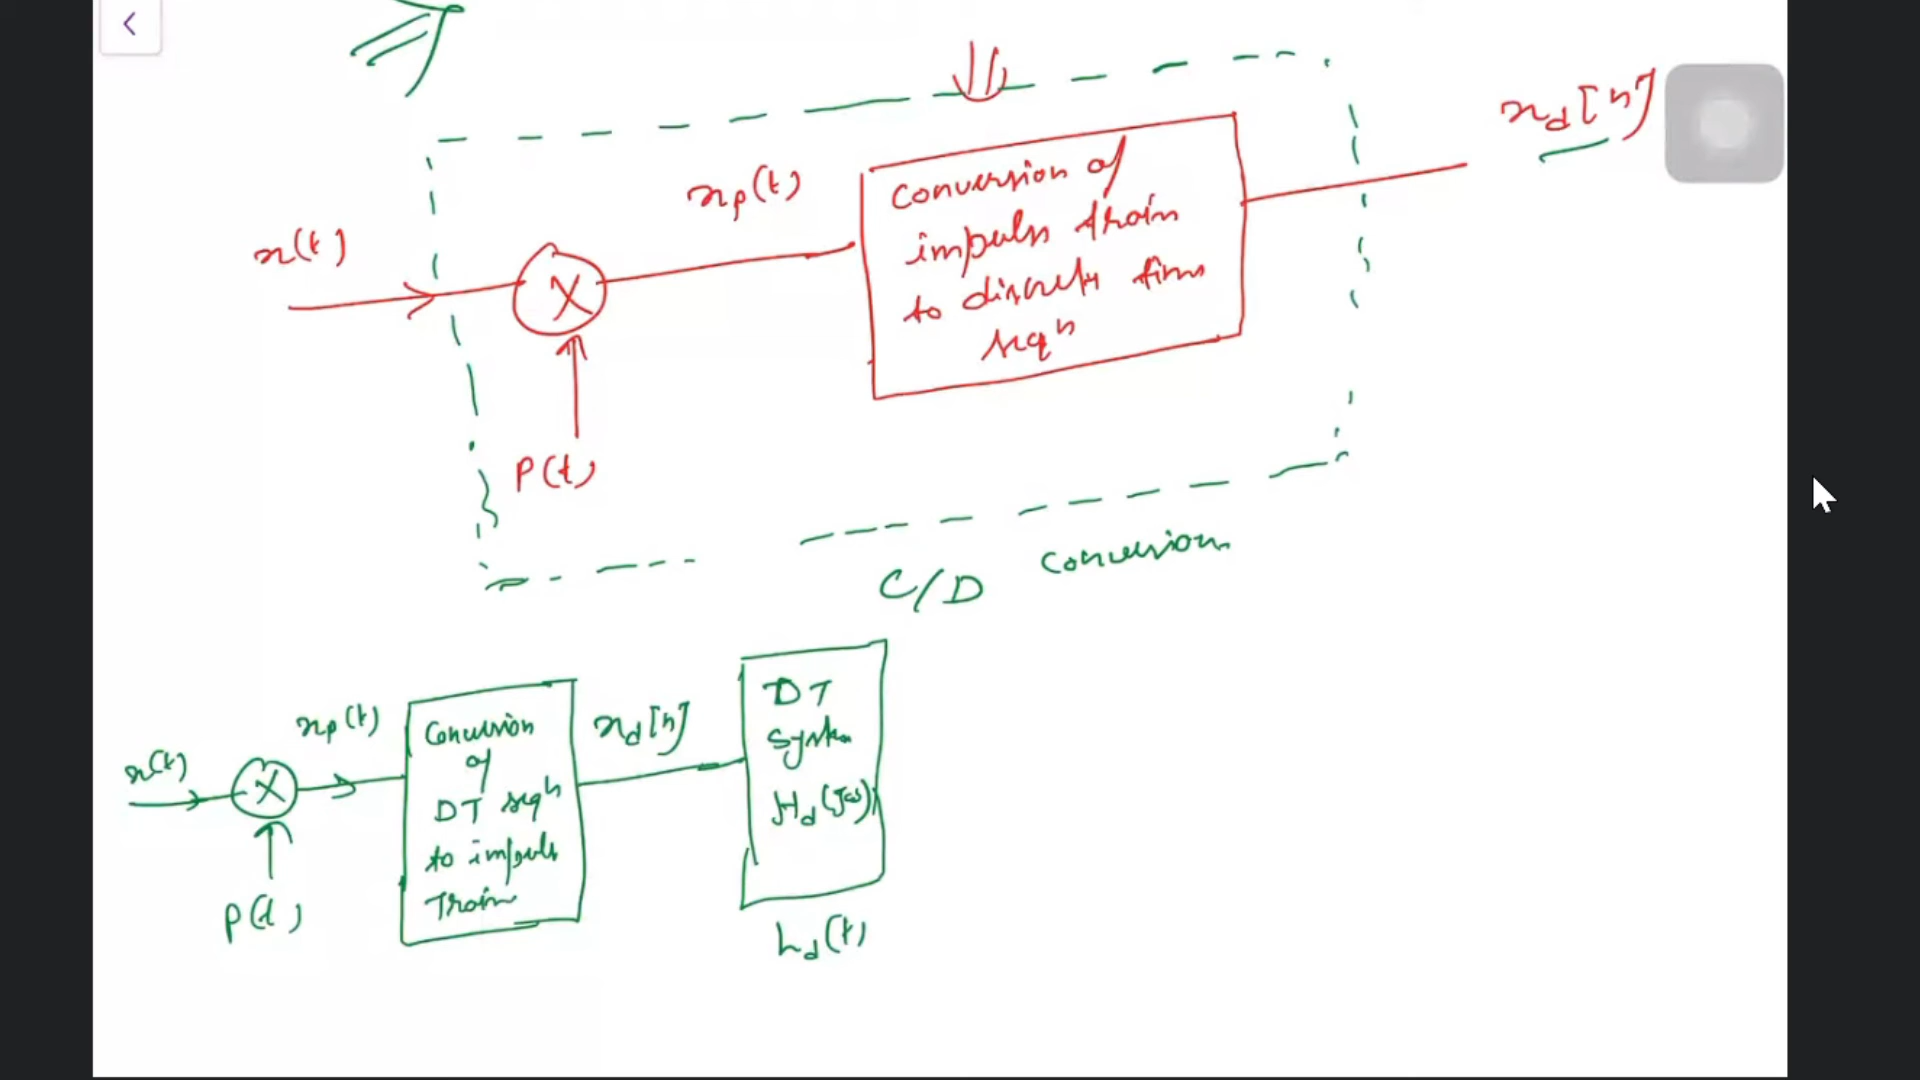 x_d[n]
x_p(t)
x(t)
Conversion of
impulse train
to discrete time
seqn
P(t)
C/D Conversion
x(t)
x_p(t)
Conversion
of
DT seqn
to impulse
Train
x_d[n]
DT
System
H_d(jω)
P(t)
h_d(t)